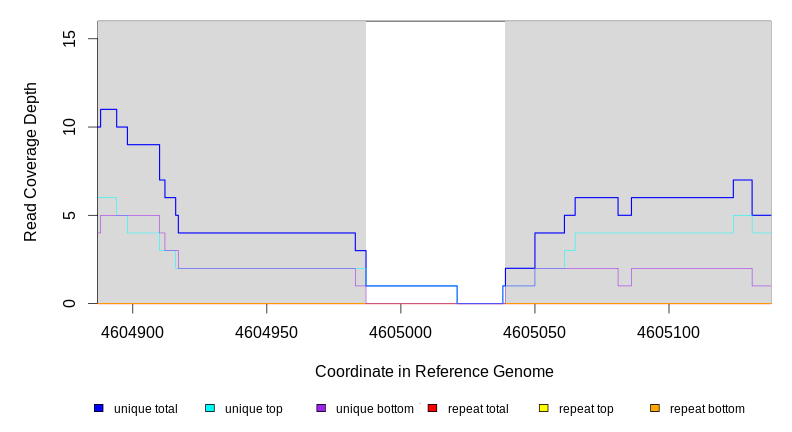 15
10
5
0
Read Coverage Depth
4604900 4604950 4605000 4605050 4605100
Coordinate in Reference Genome
unique total unique top unique bottom repeat total repeat top repeat bottom